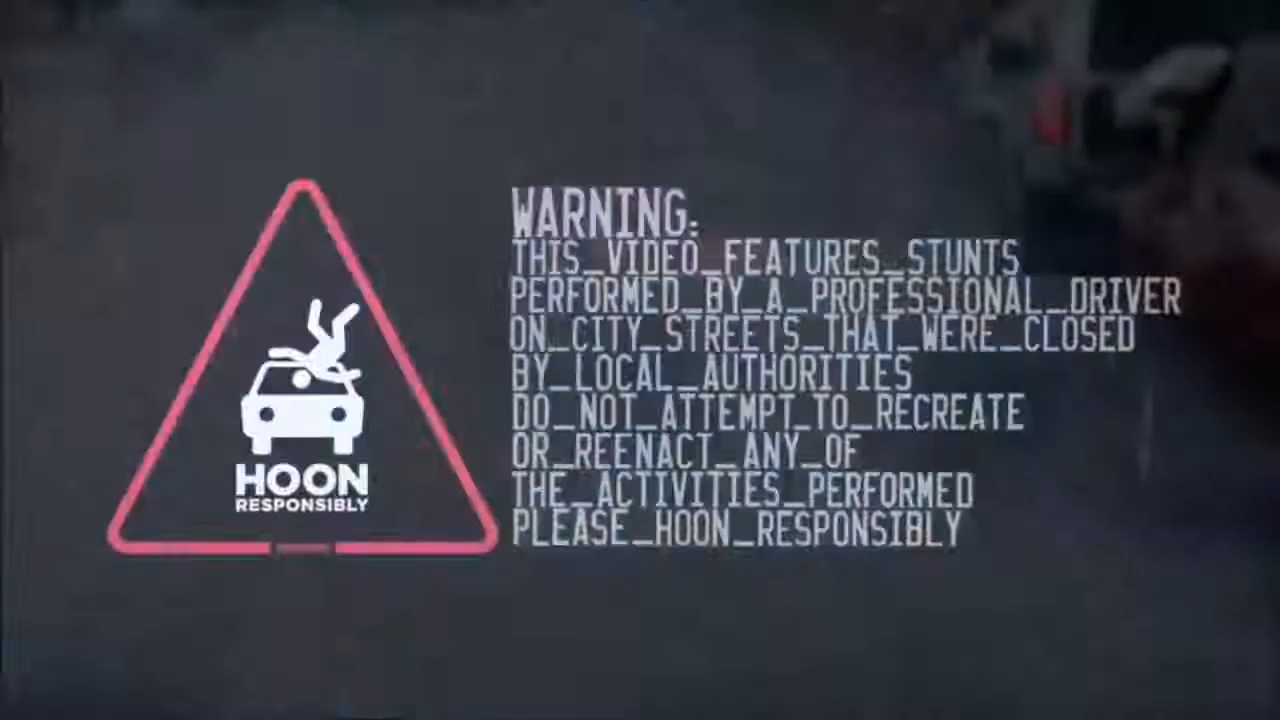 WARNING:
THIS_VIDEO_FEATURES_STUNTS
PERFORMED_BY_A_PROFESSIONAL_DRIVER
ON_CITY_STREETS_THAT_WERE_CLOSED
BY_LOCAL_AUTHORITIES
DO_NOT_ATTEMPT_TO_RECREATE
OR_REENACT_ANY_OF
THE_ACTIVITIES_PERFORMED
PLEASE_HOON_RESPONSIBLY
HOON
RESPONSIBLY